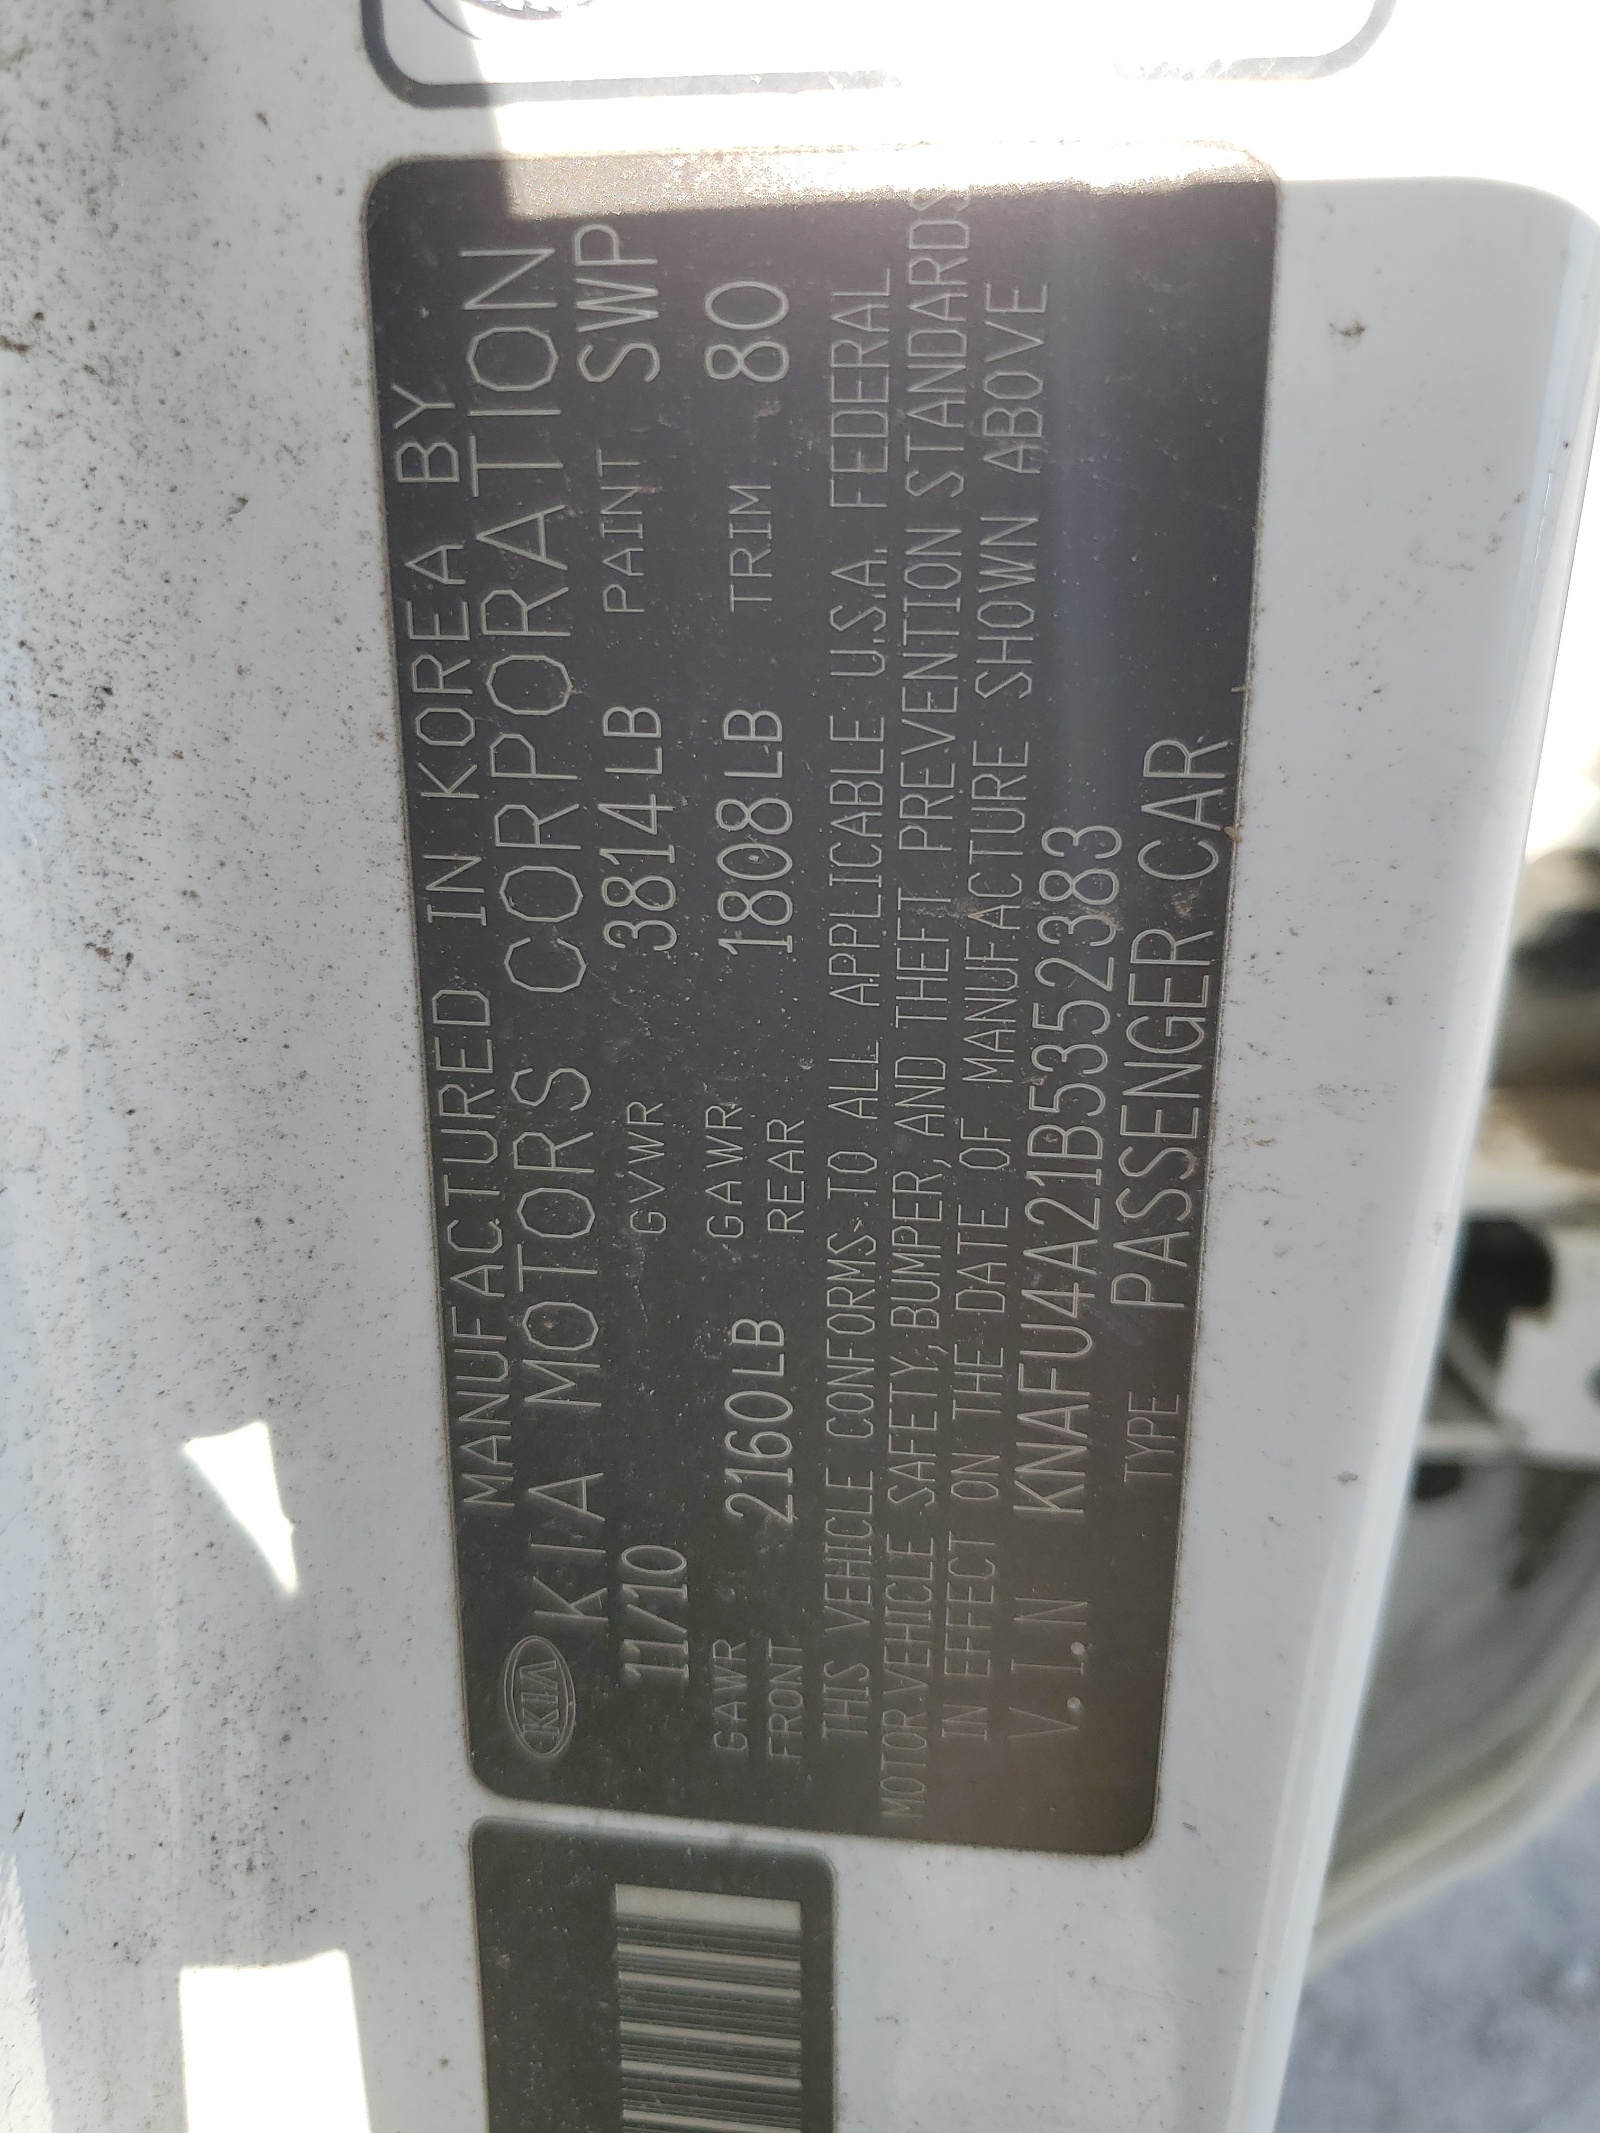 MANUFACTURED IN KOREA BY
KIA KIA MOTORS CORPORATION
11/10 GVWR 3814LB PAINT SWP
GAWR FRONT 2160LB GAWR REAR 1808LB TRIM 80
THIS VEHICLE CONFORMS TO ALL APPLICABLE U.S.A. FEDERAL
MOTOR VEHICLE SAFETY, BUMPER, AND THEFT PREVENTION STANDARDS
IN EFFECT ON THE DATE OF MANUFACTURE SHOWN ABOVE
V.I.N KNAFU4A21B5352383
TYPE PASSENGER CAR